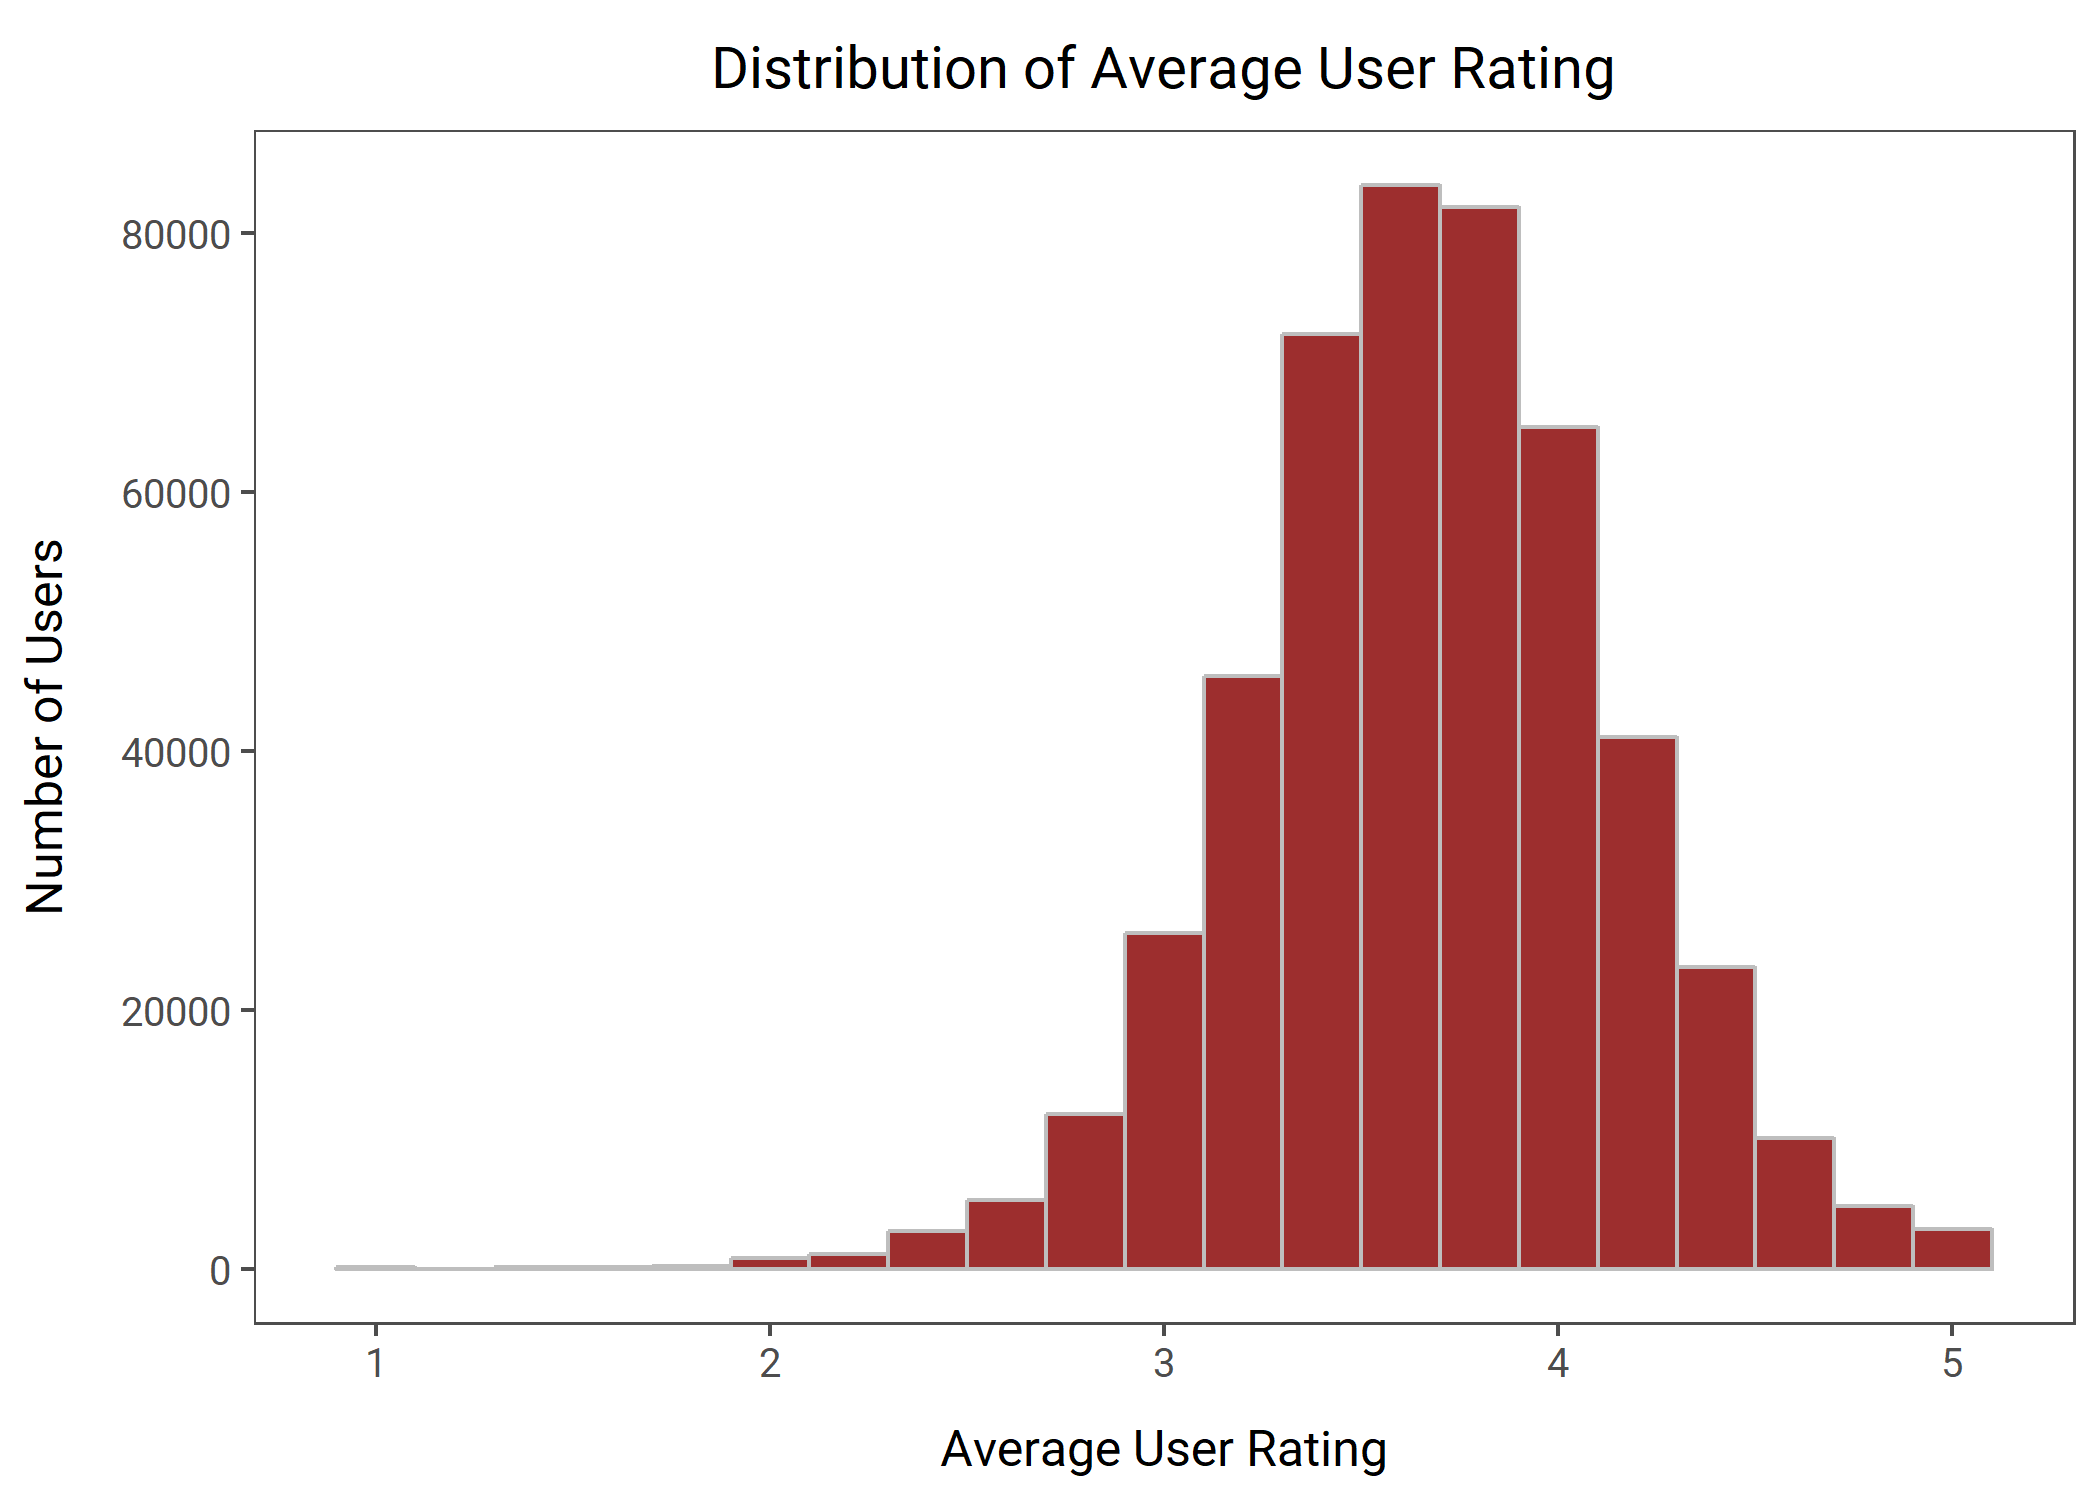 Distribution of Average User Rating
Number of Users
80000
60000
40000
20000
0
1 2 3 4 5
Average User Rating